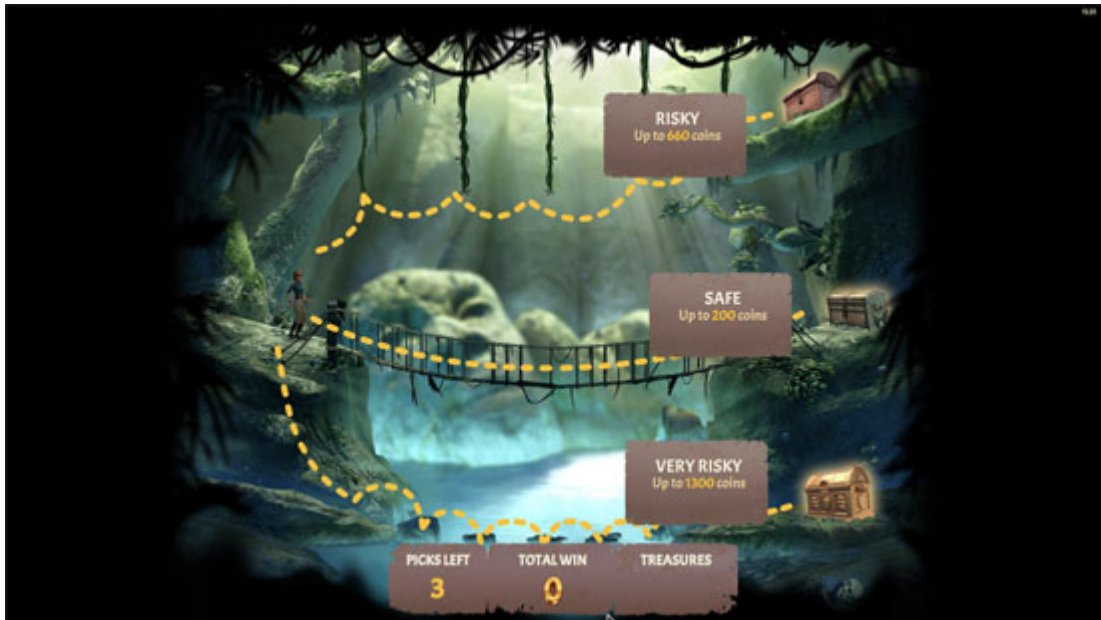 RISKY
Up to 660 coins
SAFE
Up to 200 coins
VERY RISKY
Up to 1300 coins
PICKS LEFT
3
TOTAL WIN
0
TREASURES